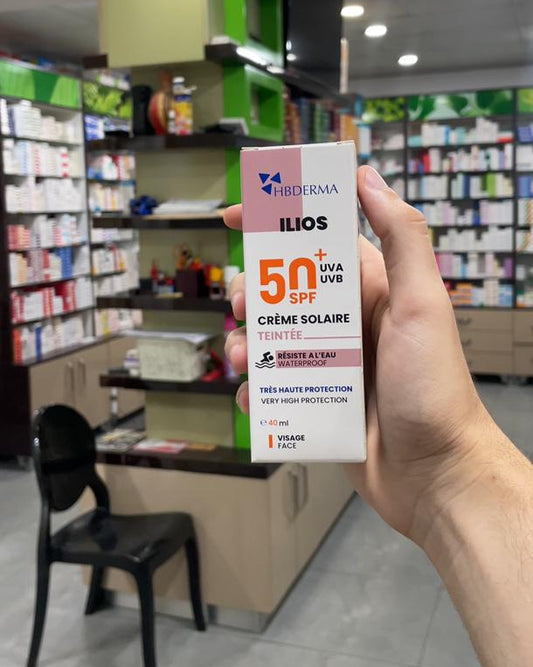 HBDERMA
ILIOS
50+ UVA
UVB
SPF
CRÈME SOLAIRE
TEINTÉE
RÉSISTE A L'EAU
WATERPROOF
TRÈS HAUTE PROTECTION
VERY HIGH PROTECTION
℮ 40 ml
VISAGE
FACE